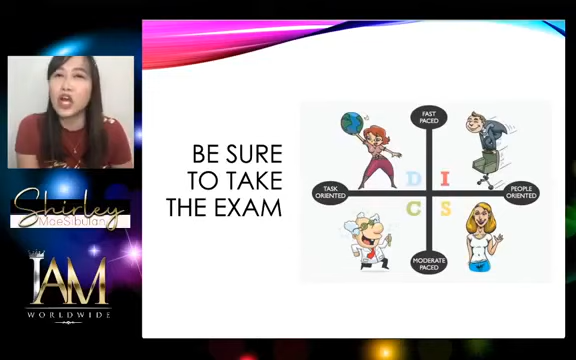 BE SURE
TO TAKE
THE EXAM
FAST
PACED
TASK
ORIENTED
D I
C S
PEOPLE
ORIENTED
MODERATE
PACED
Shirley
MaeSibulan
IAM
WORLDWIDE